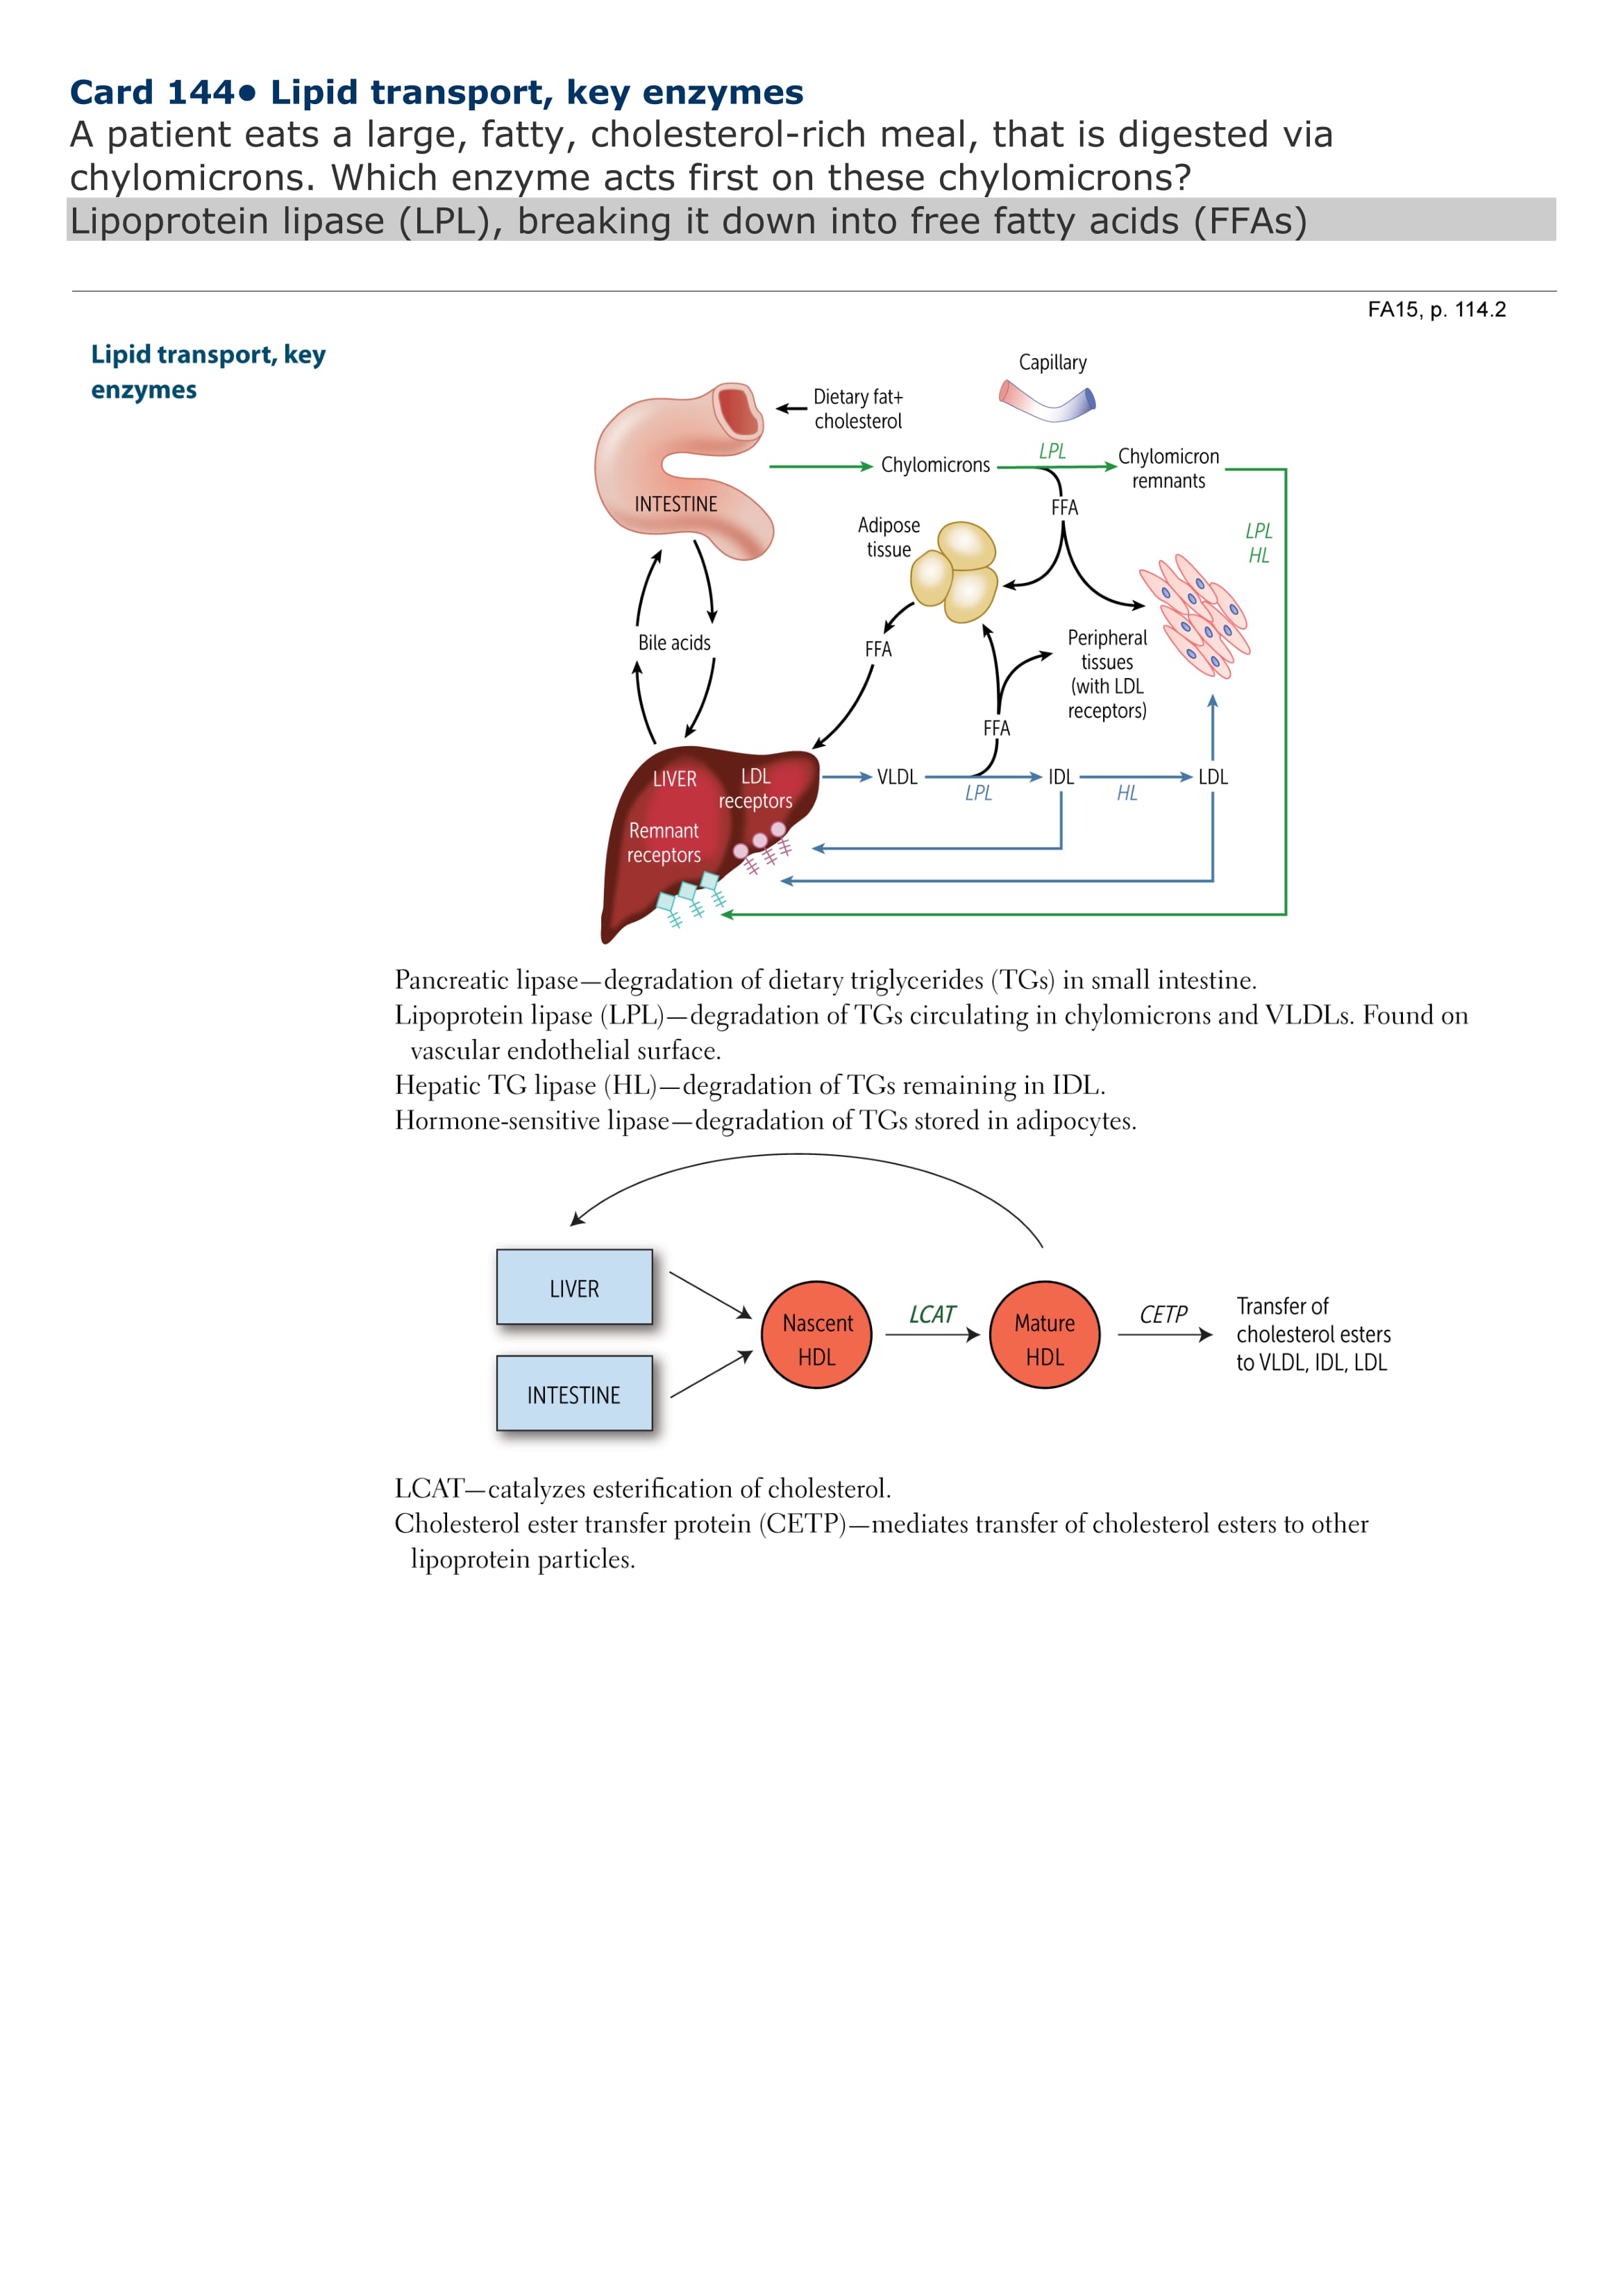 Card 144• Lipid transport, key enzymes
A patient eats a large, fatty, cholesterol-rich meal, that is digested via
chylomicrons. Which enzyme acts first on these chylomicrons?
Lipoprotein lipase (LPL), breaking it down into free fatty acids (FFAs)
FA15, p. 114.2
Lipid transport, key
enzymes
Capillary
Dietary fat+
cholesterol
LPL
Chylomicrons
Chylomicron
remnants
INTESTINE
FFA
Adipose
tissue
LPL
HL
Bile acids
FFA
Peripheral
tissues
(with LDL
receptors)
FFA
LIVER
LDL
receptors
VLDL
LPL
IDL
HL
LDL
Remnant
receptors
Pancreatic lipase—degradation of dietary triglycerides (TGs) in small intestine.
Lipoprotein lipase (LPL)—degradation of TGs circulating in chylomicrons and VLDLs. Found on
vascular endothelial surface.
Hepatic TG lipase (HL)—degradation of TGs remaining in IDL.
Hormone-sensitive lipase—degradation of TGs stored in adipocytes.
LIVER
INTESTINE
Nascent
HDL
LCAT
Mature
HDL
CETP
Transfer of
cholesterol esters
to VLDL, IDL, LDL
LCAT—catalyzes esterification of cholesterol.
Cholesterol ester transfer protein (CETP)—mediates transfer of cholesterol esters to other
lipoprotein particles.